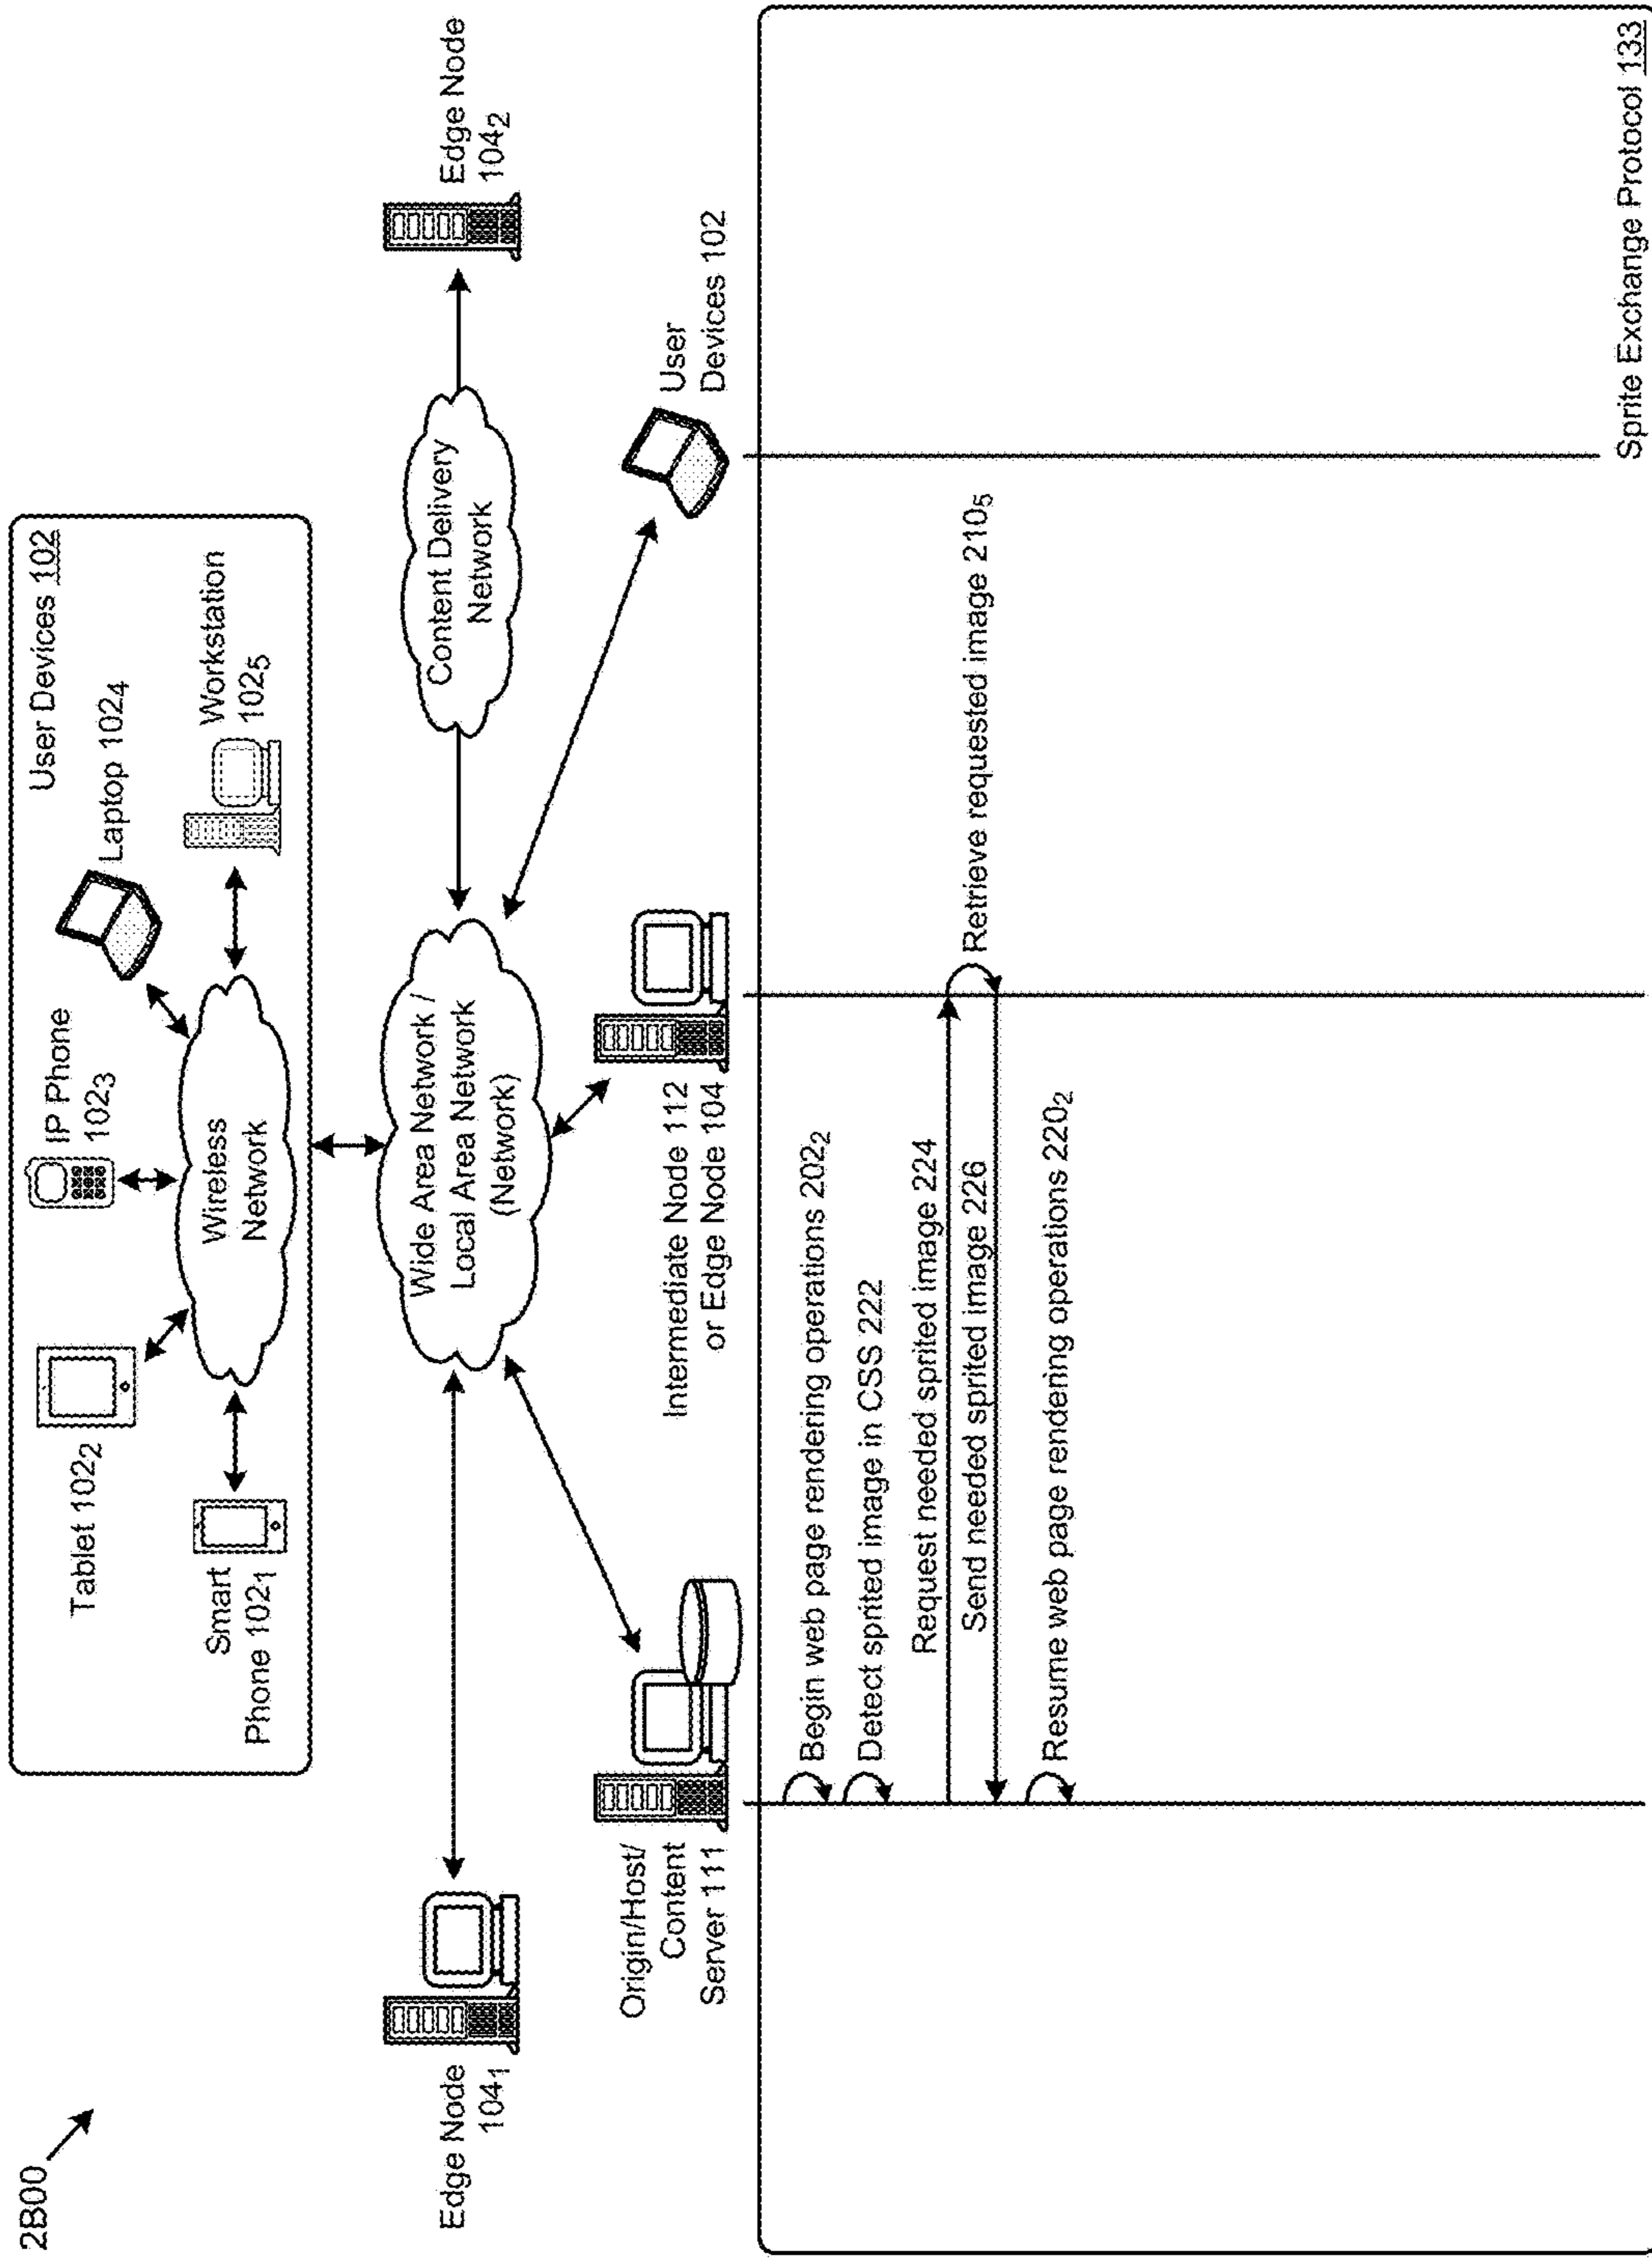 2B00
User Devices 102
Tablet 102₂
IP Phone
102₃
Laptop 102₄
Smart
Phone 102₁
Wireless
Network
Workstation
102₅
Edge Node
104₁
Wide Area Network /
Local Area Network
(Network)
Content Delivery
Network
Edge Node
104₂
Origin/Host/
Content
Server 111
Intermediate Node 112
or Edge Node 104
User
Devices 102
Begin web page rendering operations 202₂
Detect sprited image in CSS 222
Request needed sprited image 224
Retrieve requested image 210₅
Send needed sprited image 226
Resume web page rendering operations 220₂
Sprite Exchange Protocol 133